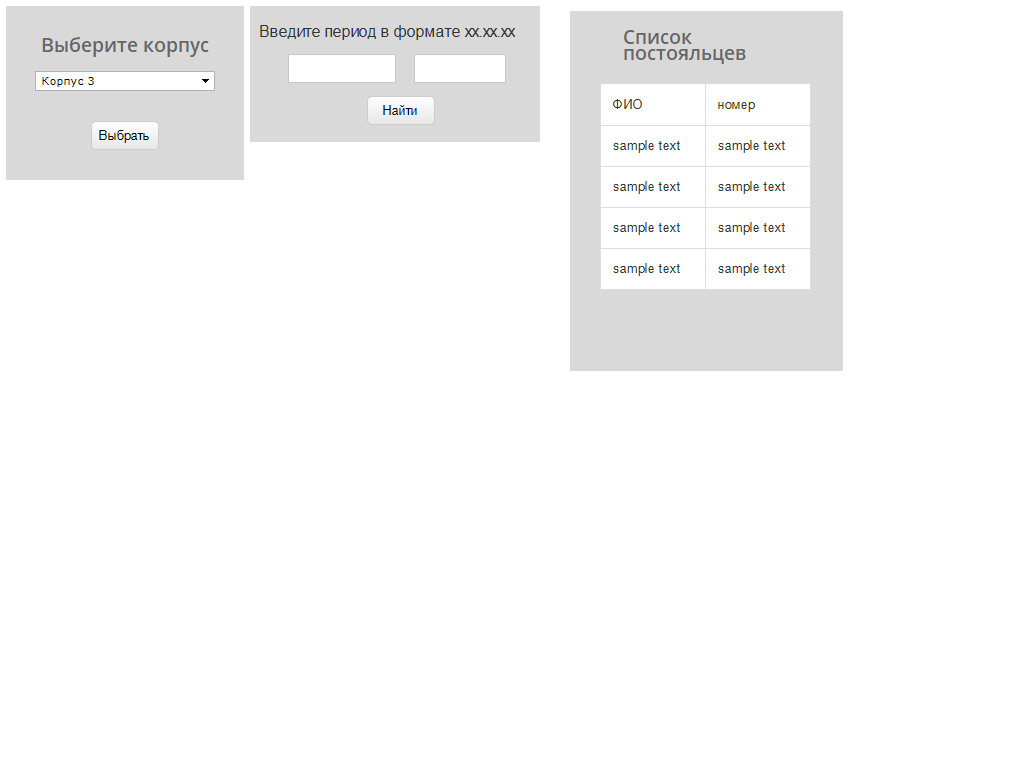 Выберите корпус
Корпус 3
Выбрать
Введите период в формате xx.xx.xx
Найти
Список
постояльцев
ФИО номер
sample text sample text
sample text sample text
sample text sample text
sample text sample text